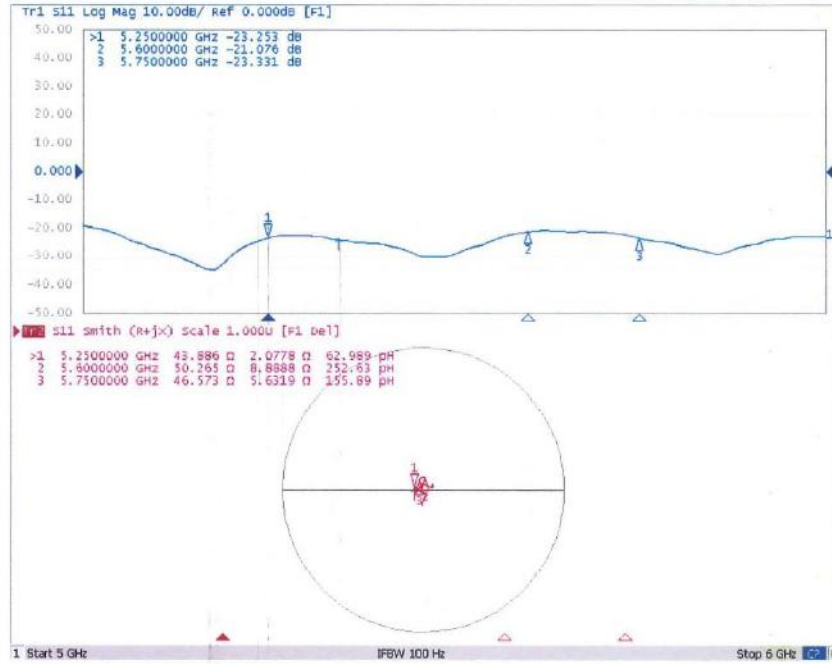 Tr1 S11 Log Mag 10.00dB/ Ref 0.000dB [F1]
50.00
>1 5.2500000 GHz -23.253 dB
2 5.6000000 GHz -21.076 dB
3 5.7500000 GHz -23.331 dB
40.00
30.00
20.00
10.00
0.000
-10.00
-20.00
-30.00
-40.00
-50.00
1
2
3
1
Tr2 S11 Smith (R+jX) Scale 1.000U [F1 Del]
>1 5.2500000 GHz 43.886 Ω 2.0778 Ω 62.989 pH
2 5.6000000 GHz 50.265 Ω 8.8888 Ω 252.63 pH
3 5.7500000 GHz 46.573 Ω 5.6319 Ω 155.89 pH
1
1 Start 5 GHz IFBW 100 Hz Stop 6 GHz C?